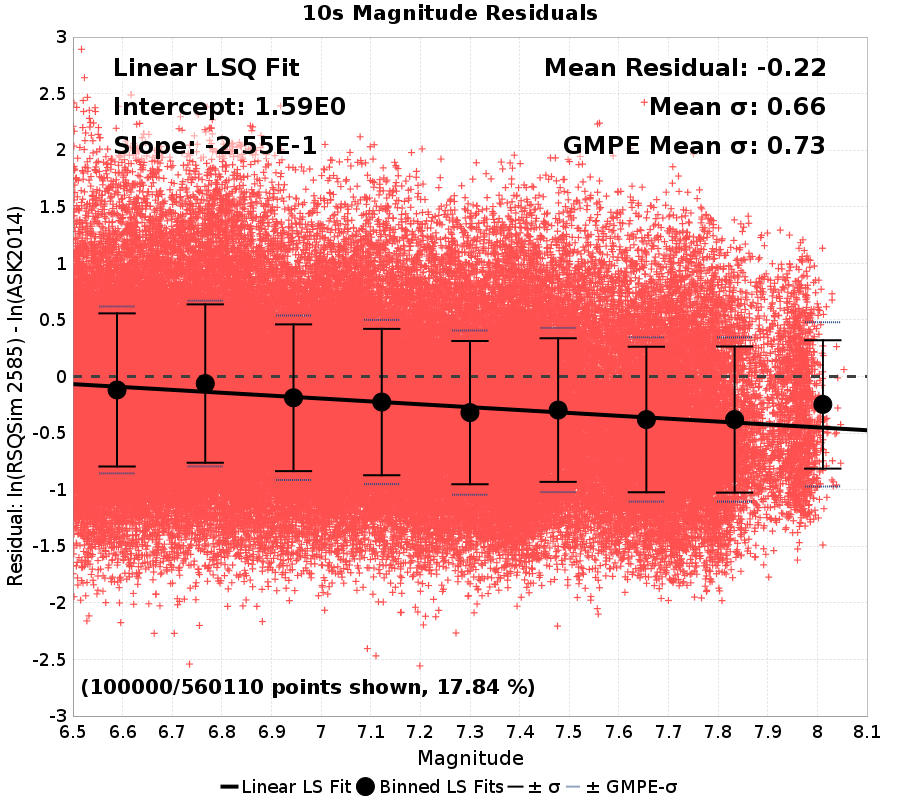 10s Magnitude Residuals
Linear LSQ Fit
Intercept: 1.59E0
Slope: -2.55E-1
Mean Residual: -0.22
Mean σ: 0.66
GMPE Mean σ: 0.73
Residual: ln(RSQSim 2585) - ln(ASK2014)
3
2.5
2
1.5
1
0.5
0
-0.5
-1
-1.5
-2
-2.5
-3
(100000/560110 points shown, 17.84 %)
6.5 6.6 6.7 6.8 6.9 7 7.1 7.2 7.3 7.4 7.5 7.6 7.7 7.8 7.9 8 8.1
Magnitude
Linear LS Fit Binned LS Fits ± σ ± GMPE-σ